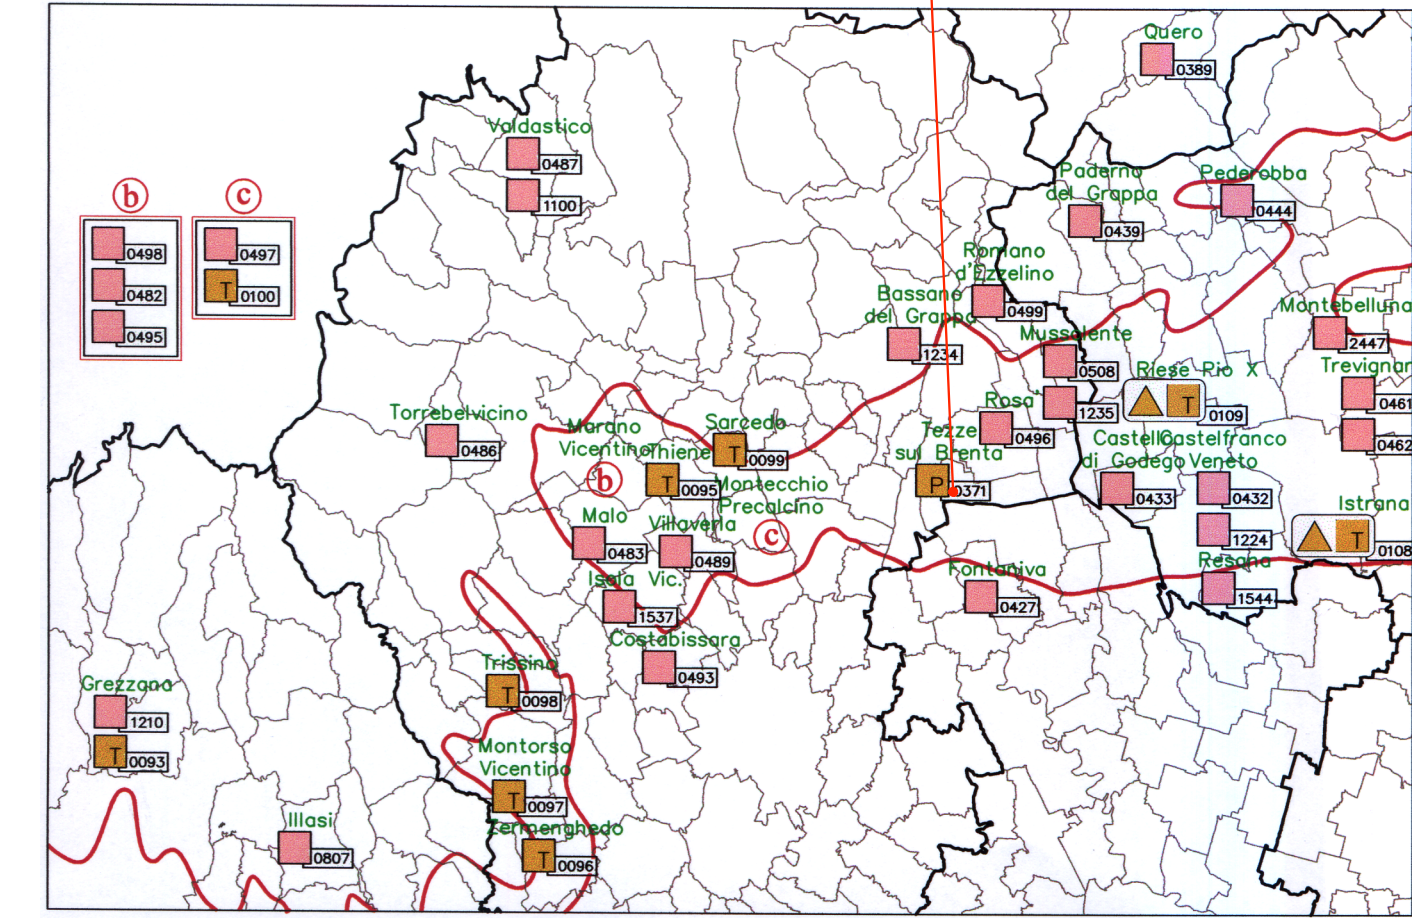 Quero
0389
Valdastico
0487
1100
b
0498
0482
0495
c
0497
T
0100
Paderno
del Grappa
0439
Pederobba
0444
Romano
d'Ezzelino
0499
Bassano
del Grappa
1234
Mussolente
0508
1235
Montebelluna
2447
Riese Pio X
T
0109
Trevignan
0461
0462
Torrebelvicino
0486
Marano
Vicentino
b
Thiene
T
0095
Sarcedo
T
0099
Montecchio
Precalcino
c
Rosa'
0496
Tezze
sul Brenta
P
0371
Castello
di Godego
0433
Castelfranco
Veneto
0432
1224
Istrana
T
0108
Malo
0483
Villaverla
0489
Isola Vic.
1537
Fontaniva
0427
Resana
1544
Costabissara
0493
Trissino
T
0098
Grezzana
1210
T
0093
Montorso
Vicentino
T
0097
Zermenghedo
T
0096
Illasi
0807